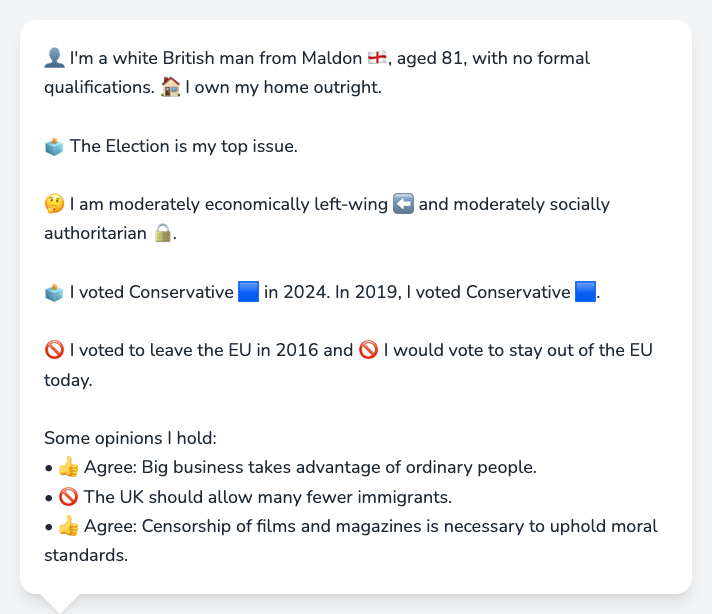 👤 I'm a white British man from Maldon 🏴󠁧󠁢󠁥󠁮󠁧󠁿, aged 81, with no formal
qualifications. 🏠 I own my home outright.
🗳️ The Election is my top issue.
🤔 I am moderately economically left-wing ⬅️ and moderately socially
authoritarian 🔒.
🗳️ I voted Conservative 🟦 in 2024. In 2019, I voted Conservative 🟦.
🚫 I voted to leave the EU in 2016 and 🚫 I would vote to stay out of the EU
today.
Some opinions I hold:
• 👍 Agree: Big business takes advantage of ordinary people.
• 🚫 The UK should allow many fewer immigrants.
• 👍 Agree: Censorship of films and magazines is necessary to uphold moral
standards.